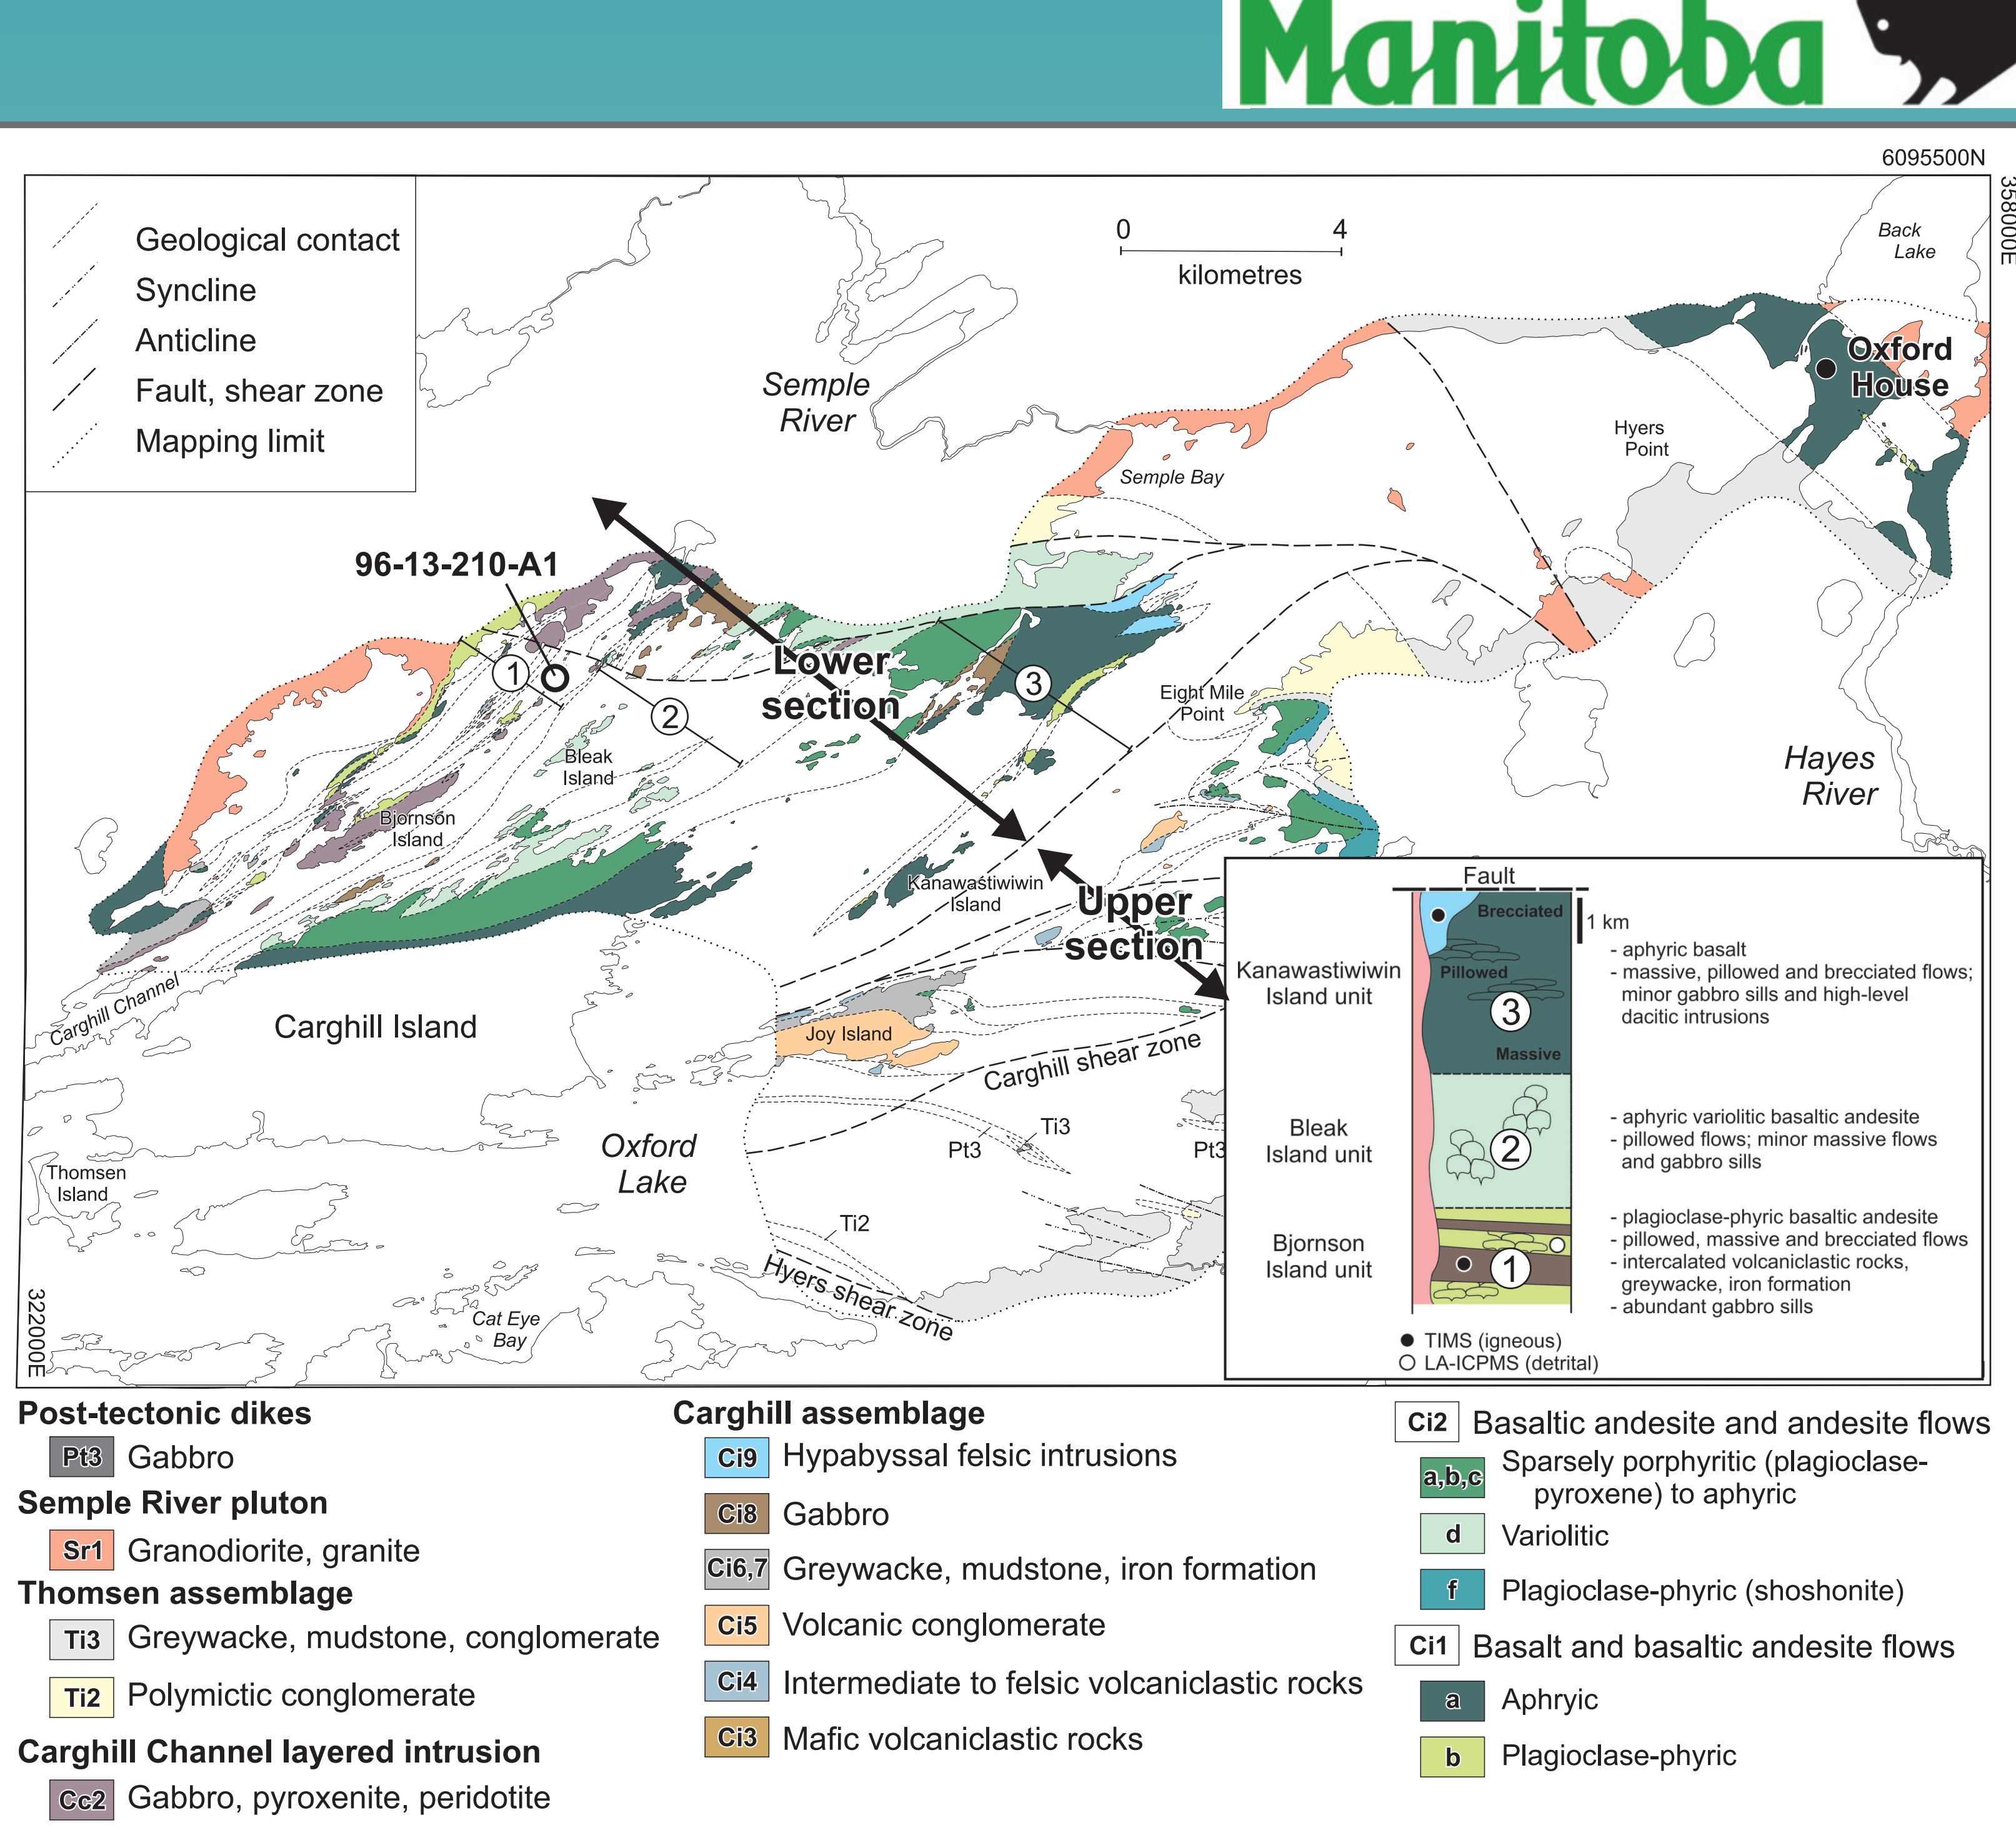 Manitoba
6095500N
358000E
Geological contact
Syncline
Anticline
Fault, shear zone
Mapping limit
0
4
kilometres
Back
Lake
Semple
River
Oxford
House
Hyers
Point
Semple Bay
96-13-210-A1
1
2
3
Lower
section
Eight Mile
Point
Bleak
Island
Hayes
River
Bjornson
Island
Kanawastiwiwin
Island
Upper
section
Carghill Channel
Carghill Island
Joy Island
Carghill shear zone
Oxford
Lake
Pt3
Ti3
Pt3
Thomsen
Island
Ti2
Hyers shear zone
Cat Eye
Bay
322000E
Fault
Brecciated
1 km
Pillowed
3
Massive
Kanawastiwiwin
Island unit
- aphyric basalt
- massive, pillowed and brecciated flows;
minor gabbro sills and high-level
dacitic intrusions
Bleak
Island unit
2
- aphyric variolitic basaltic andesite
- pillowed flows; minor massive flows
and gabbro sills
Bjornson
Island unit
1
- plagioclase-phyric basaltic andesite
- pillowed, massive and brecciated flows
- intercalated volcaniclastic rocks,
greywacke, iron formation
- abundant gabbro sills
TIMS (igneous)
LA-ICPMS (detrital)
Post-tectonic dikes
Pt3 Gabbro
Semple River pluton
Sr1 Granodiorite, granite
Thomsen assemblage
Ti3 Greywacke, mudstone, conglomerate
Ti2 Polymictic conglomerate
Carghill Channel layered intrusion
Cc2 Gabbro, pyroxenite, peridotite
Carghill assemblage
Ci9 Hypabyssal felsic intrusions
Ci8 Gabbro
Ci6,7 Greywacke, mudstone, iron formation
Ci5 Volcanic conglomerate
Ci4 Intermediate to felsic volcaniclastic rocks
Ci3 Mafic volcaniclastic rocks
Ci2 Basaltic andesite and andesite flows
a,b,c Sparsely porphyritic (plagioclase-
pyroxene) to aphyric
d Variolitic
f Plagioclase-phyric (shoshonite)
Ci1 Basalt and basaltic andesite flows
a Aphryic
b Plagioclase-phyric